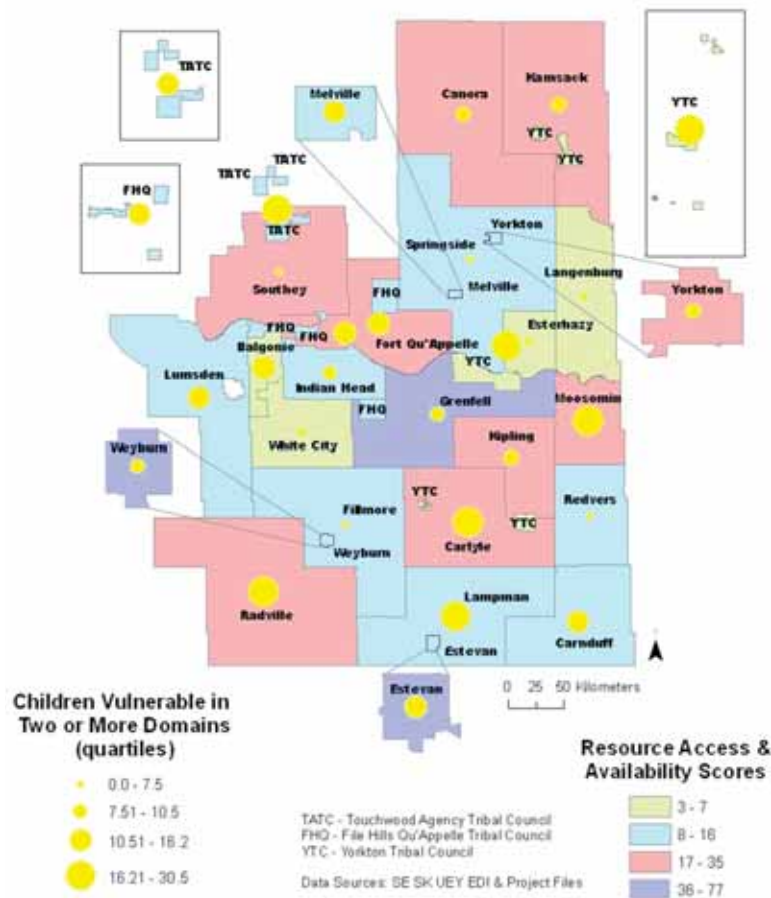 TATC
Melville
Canora
Kamsack
YTC
YTC
YTC
FHQ
TATC
TATC
TATC
Southey
Springside
Yorkton
Melville
Langenburg
Yorkton
FHQ
Esterhazy
FHQ
FHQ
Fort Qu'Appelle
Balgonie
YTC
Lumsden
Indian Head
FHQ
Grenfell
Moosomin
White City
Kipling
Weyburn
YTC
Redvers
Fillmore
YTC
Weyburn
Carlyle
Radville
Lampman
Carnduff
Estevan
Estevan
0 25 50 Kilometers
Children Vulnerable in
Two or More Domains
(quartiles)
0.0 - 7.5
7.51 - 10.5
10.51 - 16.2
16.21 - 30.5
TATC - Touchwood Agency Tribal Council
FHQ - File Hills Qu'Appelle Tribal Council
YTC - Yorkton Tribal Council
Data Sources: SE SK UEY EDI & Project Files
Resource Access &
Availability Scores
3 - 7
8 - 16
17 - 35
36 - 77